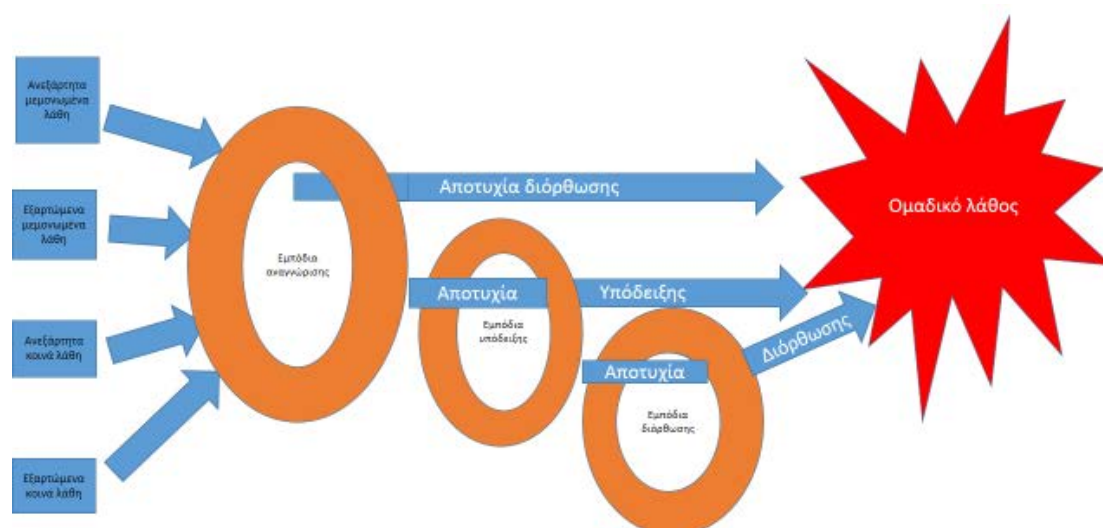 Ανεξάρτητα
μεμονωμένα
λάθη
Εξαρτώμενα
μεμονωμένα
λάθη
Ανεξάρτητα
κοινά λάθη
Εξαρτώμενα
κοινά λάθη
Εμπόδια
αναγνώρισης
Αποτυχία διόρθωσης
Αποτυχία Υπόδειξης
Εμπόδια
υπόδειξης
Αποτυχία Διόρθωσης
Εμπόδια
διόρθωσης
Ομαδικό λάθος